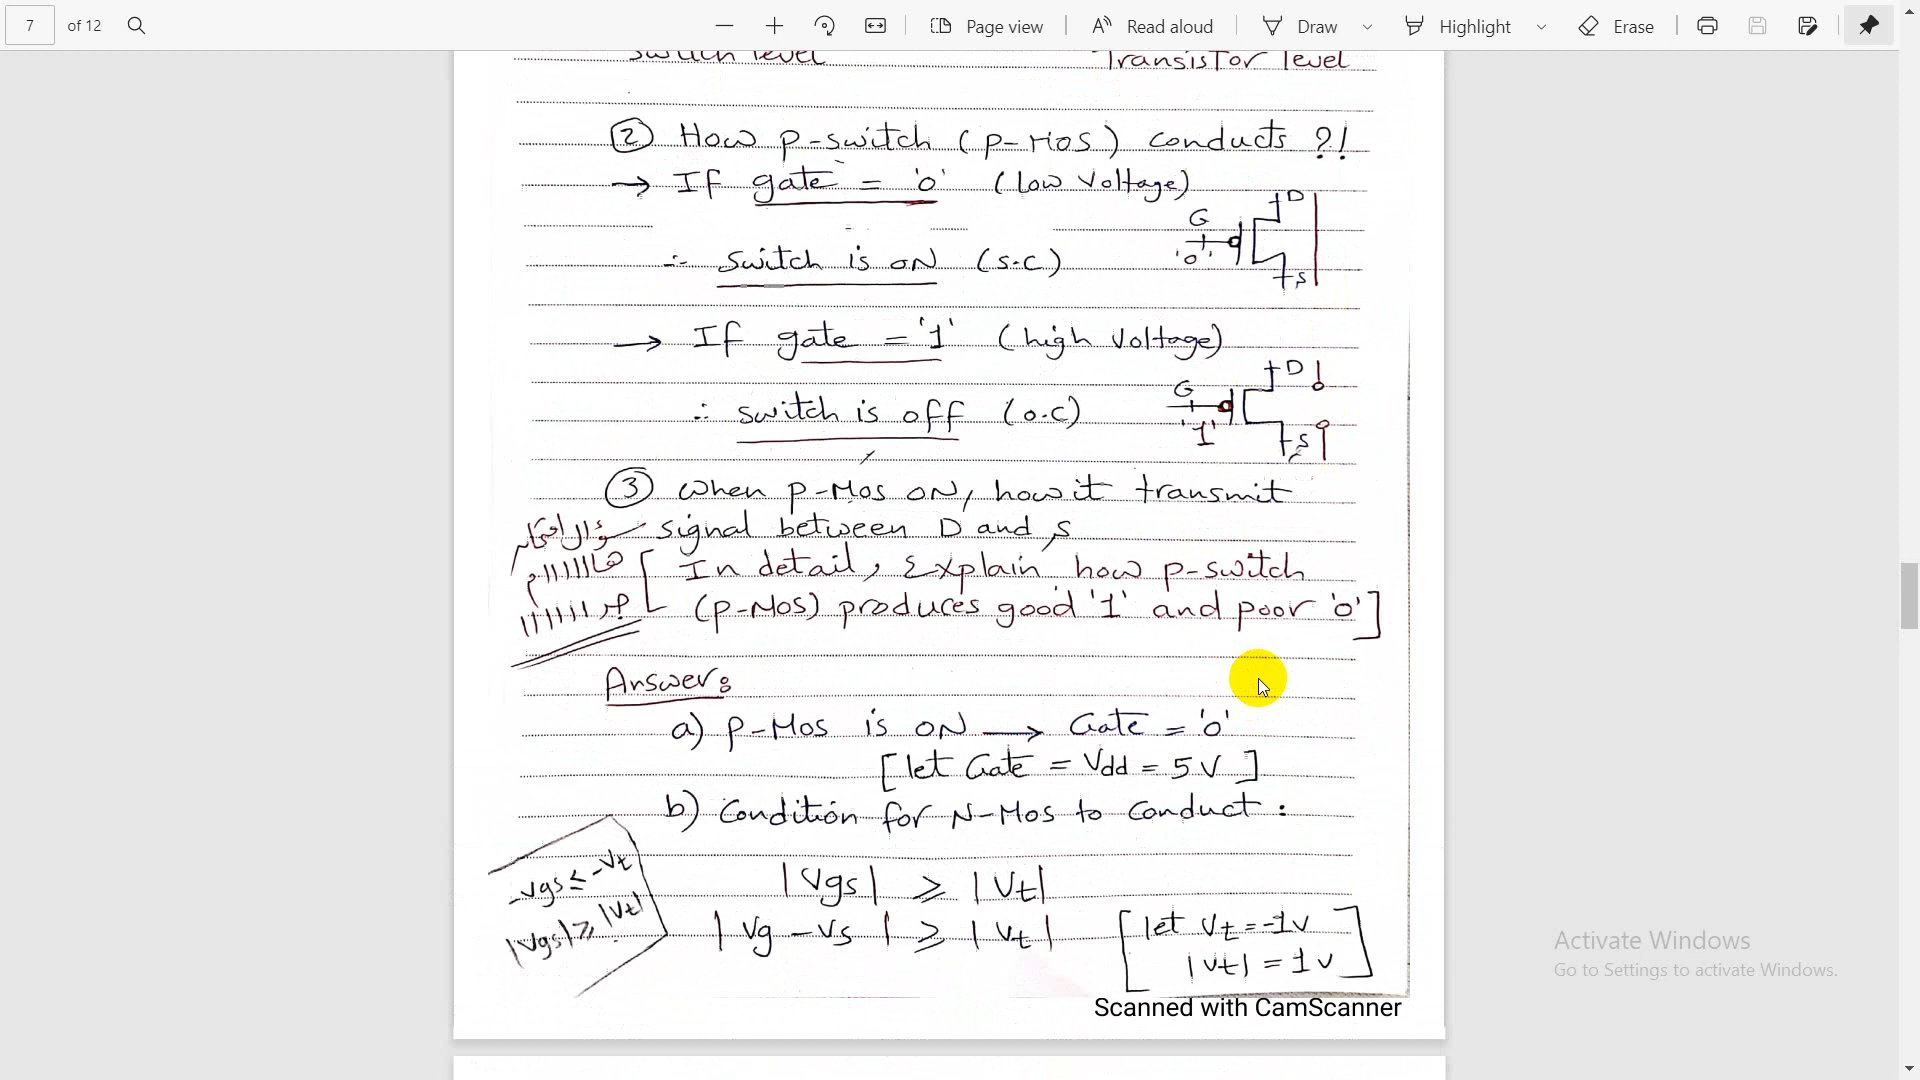 7 of 12 Page view Read aloud Draw Highlight Erase
switch level Transistor level
② How p-switch (p-MOS) conducts ?!
→ If gate = '0' (low voltage)
G D
'0' S
∴ switch is ON (s.c)
→ If gate = '1' (high voltage)
G D
'1' S
∴ switch is off (o.c)
③ when p-Mos ON, how it transmit
signal between D and S
سؤال امتحان
هاااااام
[ In detail, Explain how p-switch
(p-Mos) produces good '1' and poor '0' ]
Answer:
a) p-Mos is ON → Gate = '0'
[let Gate = Vdd = 5 V ]
b) Condition for N-Mos to Conduct :
-Vgs ≤ -Vt
|Vgs| ≥ |Vt|
|Vgs| ≥ |Vt|
| Vg - Vs | ≥ | Vt |
[let Vt = -1v
|Vt| = 1 v ]
Scanned with CamScanner
Activate Windows
Go to Settings to activate Windows.